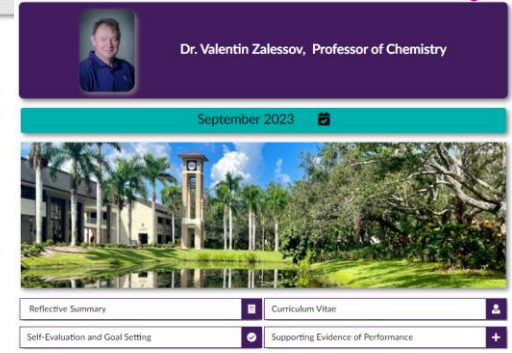 Dr. Valentin Zalessov, Professor of Chemistry
September 2023
Reflective Summary
Curriculum Vitae
Self-Evaluation and Goal Setting
Supporting Evidence of Performance